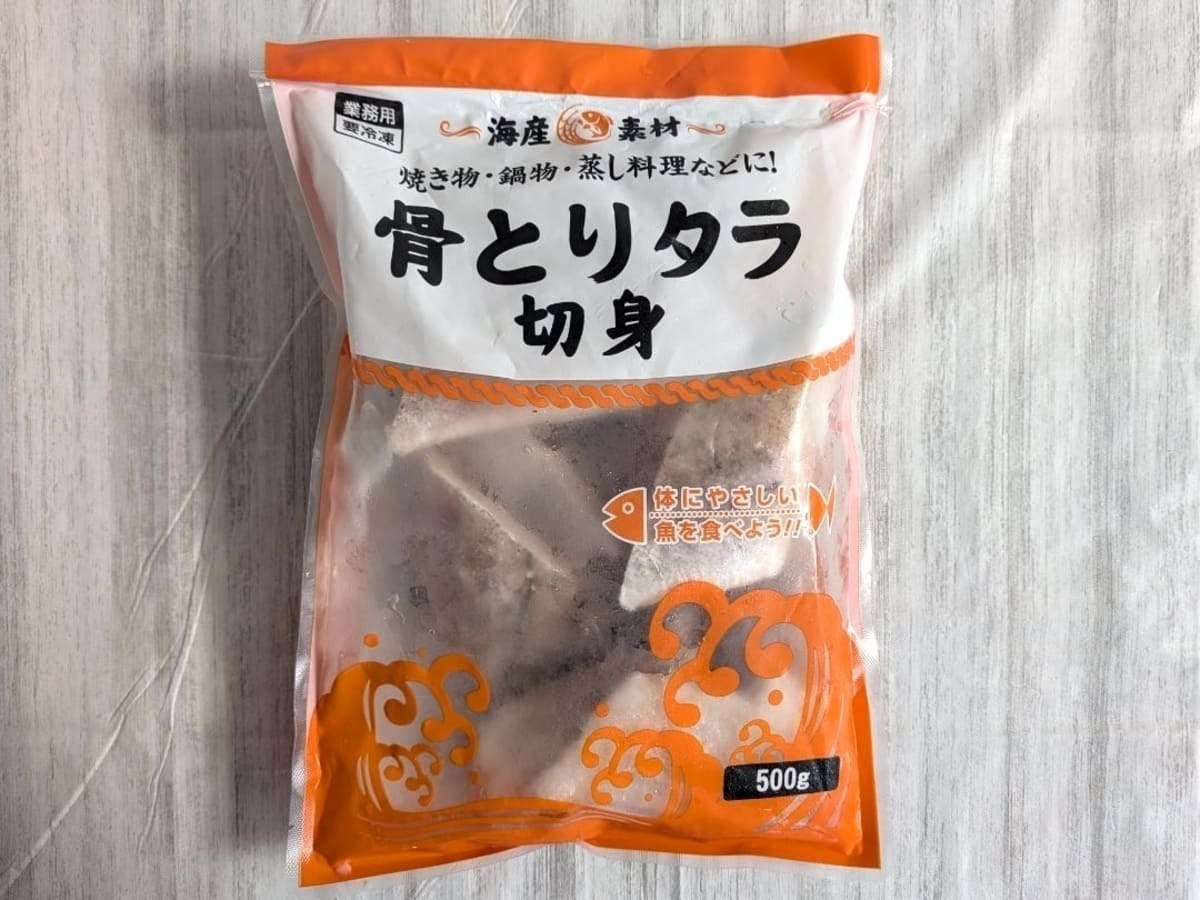 業務用
要冷凍
海産素材
焼き物・鍋物・蒸し料理などに!
骨とりタラ
切身
体にやさしい
魚を食べよう!!
500g